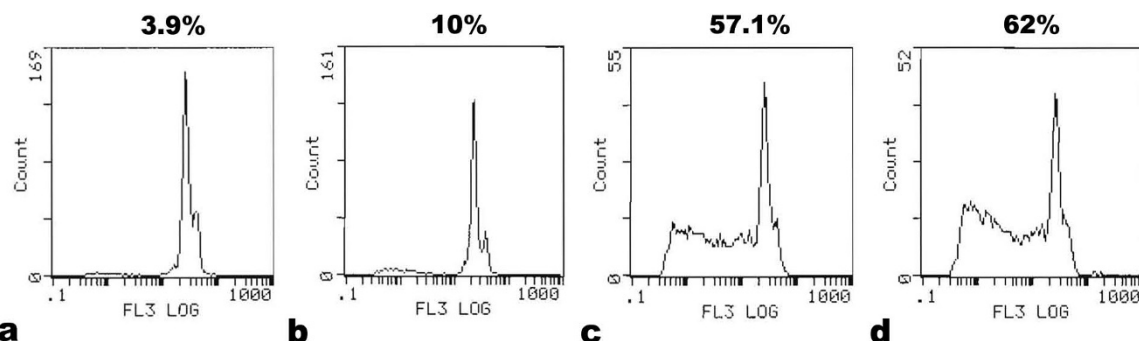 3.9% 10% 57.1% 62%
169 161 55 52
Count Count Count Count
0 0 0 0
.1 1000 .1 1000 .1 1000 .1 1000
FL3 LOG FL3 LOG FL3 LOG FL3 LOG
a b c d